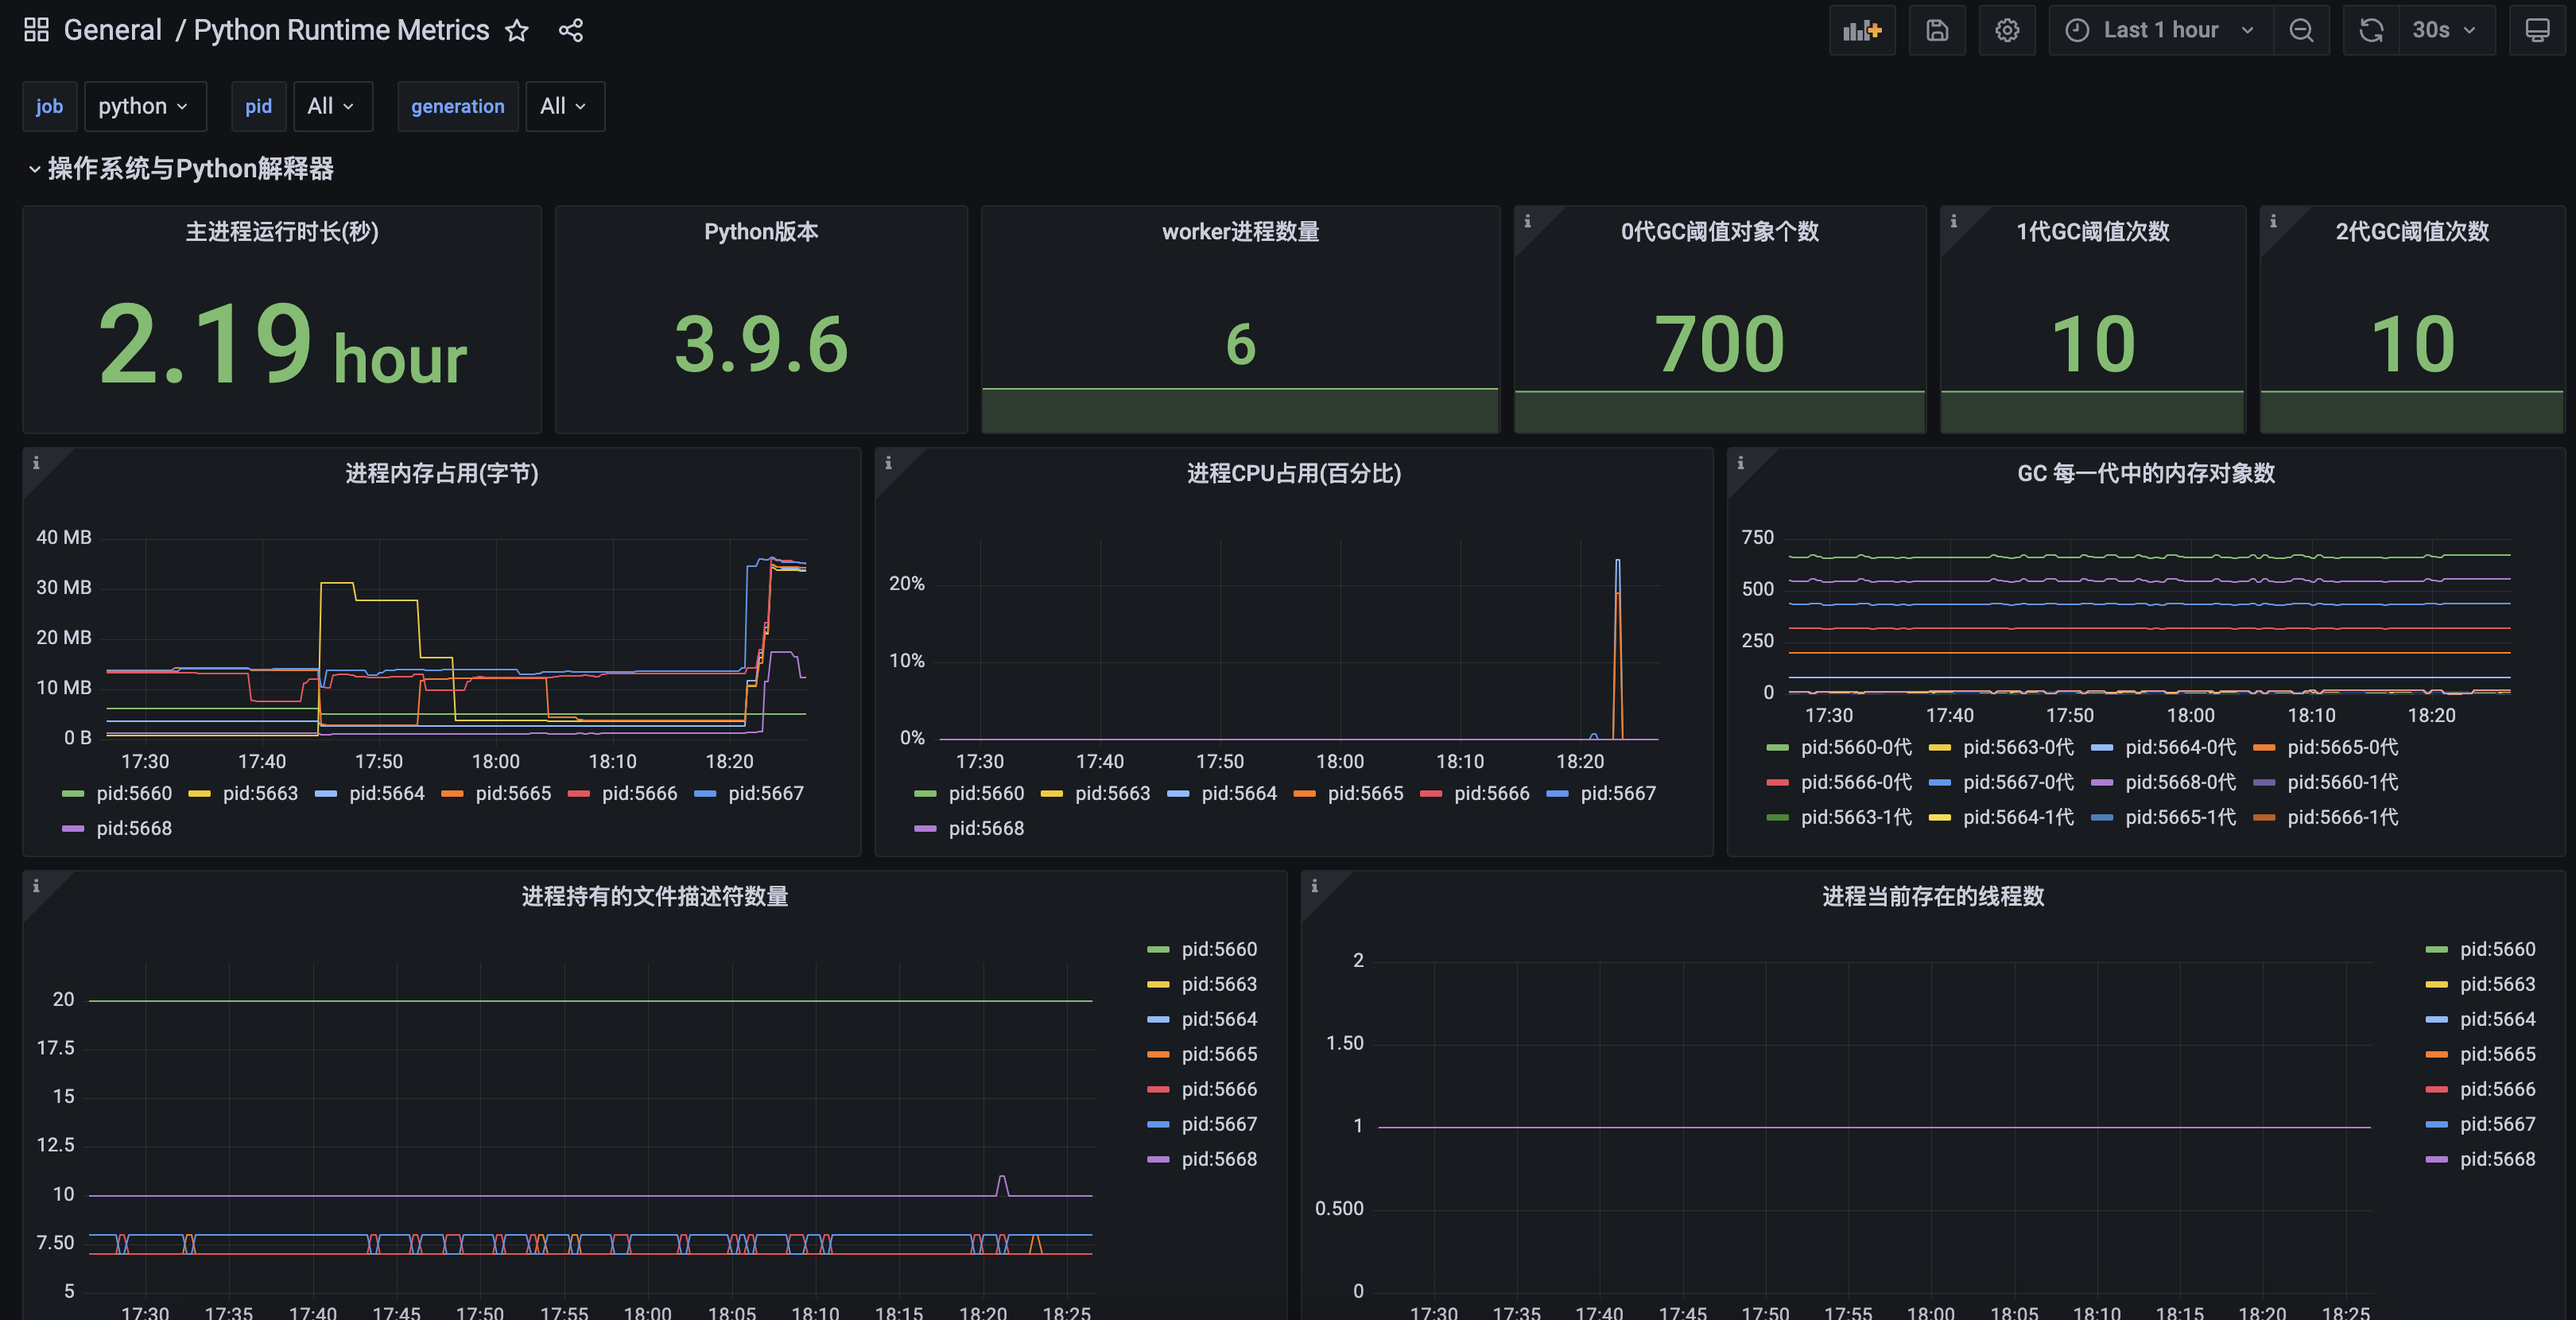 General / Python Runtime Metrics
Last 1 hour
30s
job python pid All generation All
操作系统与Python解释器
主进程运行时长(秒)
2.19 hour
Python版本
3.9.6
worker进程数量
6
0代GC阈值对象个数
700
1代GC阈值次数
10
2代GC阈值次数
10
进程内存占用(字节)
40 MB
30 MB
20 MB
10 MB
0 B
17:30 17:40 17:50 18:00 18:10 18:20
pid:5660 pid:5663 pid:5664 pid:5665 pid:5666 pid:5667
pid:5668
进程CPU占用(百分比)
20%
10%
0%
17:30 17:40 17:50 18:00 18:10 18:20
pid:5660 pid:5663 pid:5664 pid:5665 pid:5666 pid:5667
pid:5668
GC 每一代中的内存对象数
750
500
250
0
17:30 17:40 17:50 18:00 18:10 18:20
pid:5660-0代 pid:5663-0代 pid:5664-0代 pid:5665-0代
pid:5666-0代 pid:5667-0代 pid:5668-0代 pid:5660-1代
pid:5663-1代 pid:5664-1代 pid:5665-1代 pid:5666-1代
进程持有的文件描述符数量
20
17.5
15
12.5
10
7.50
5
17:30 17:35 17:40 17:45 17:50 17:55 18:00 18:05 18:10 18:15 18:20 18:25
pid:5660
pid:5663
pid:5664
pid:5665
pid:5666
pid:5667
pid:5668
进程当前存在的线程数
2
1.50
1
0.500
0
17:30 17:35 17:40 17:45 17:50 17:55 18:00 18:05 18:10 18:15 18:20 18:25
pid:5660
pid:5663
pid:5664
pid:5665
pid:5666
pid:5667
pid:5668